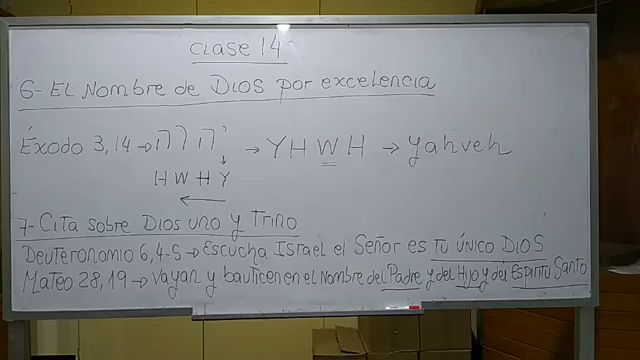 Clase 14
6- El Nombre de DIOS por excelencia
Éxodo 3,14 → יהוה → YHWH → yahveh
H W H Y
7- Cita sobre Dios uno y Trino
Deuteronomio 6,4-5 → Escucha Israel el Señor es tu único DIOS
Mateo 28,19 → Vayan y bauticen en el Nombre del Padre y del Hijo y del Espiritu Santo